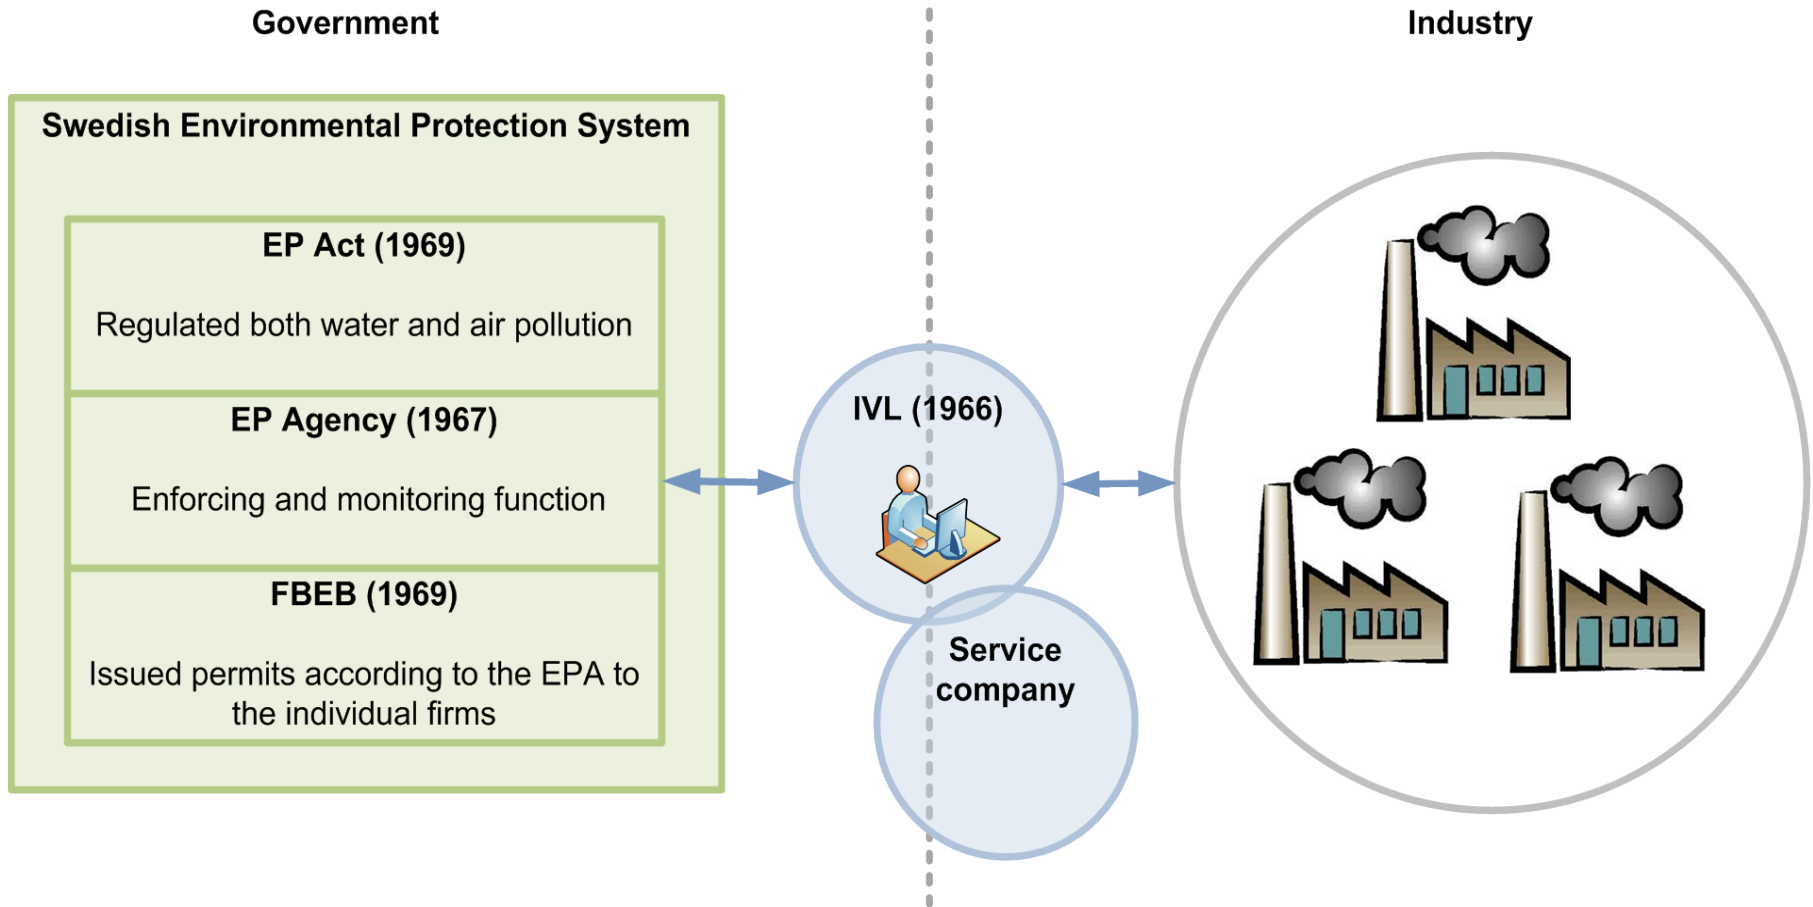 Government
Industry
Swedish Environmental Protection System
EP Act (1969)
Regulated both water and air pollution
EP Agency (1967)
Enforcing and monitoring function
FBEB (1969)
Issued permits according to the EPA to
the individual firms
IVL (1966)
Service
company